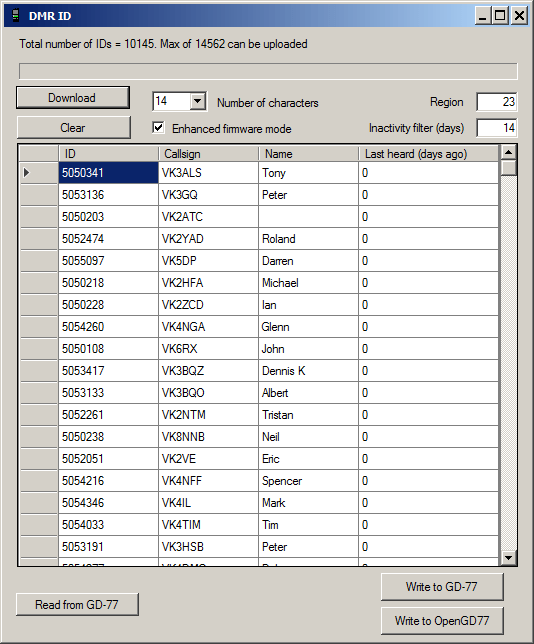 DMR ID
Total number of IDs = 10145. Max of 14562 can be uploaded
Download 14 Number of characters Region 23
Clear Enhanced firmware mode Inactivity filter (days) 14
ID Callsign Name Last heard (days ago)
5050341 VK3ALS Tony 0
5053136 VK3GQ Peter 0
5050203 VK2ATC 0
5052474 VK2YAD Roland 0
5055097 VK5DP Darren 0
5050218 VK2HFA Michael 0
5050228 VK2ZCD Ian 0
5054260 VK4NGA Glenn 0
5050108 VK6RX John 0
5053417 VK3BQZ Dennis K 0
5053133 VK3BQO Albert 0
5052261 VK2NTM Tristan 0
5050238 VK8NNB Neil 0
5052051 VK2VE Eric 0
5054216 VK4NFF Spencer 0
5054346 VK4IL Mark 0
5054033 VK4TIM Tim 0
5053191 VK3HSB Peter 0
Write to GD-77
Read from GD-77
Write to OpenGD77